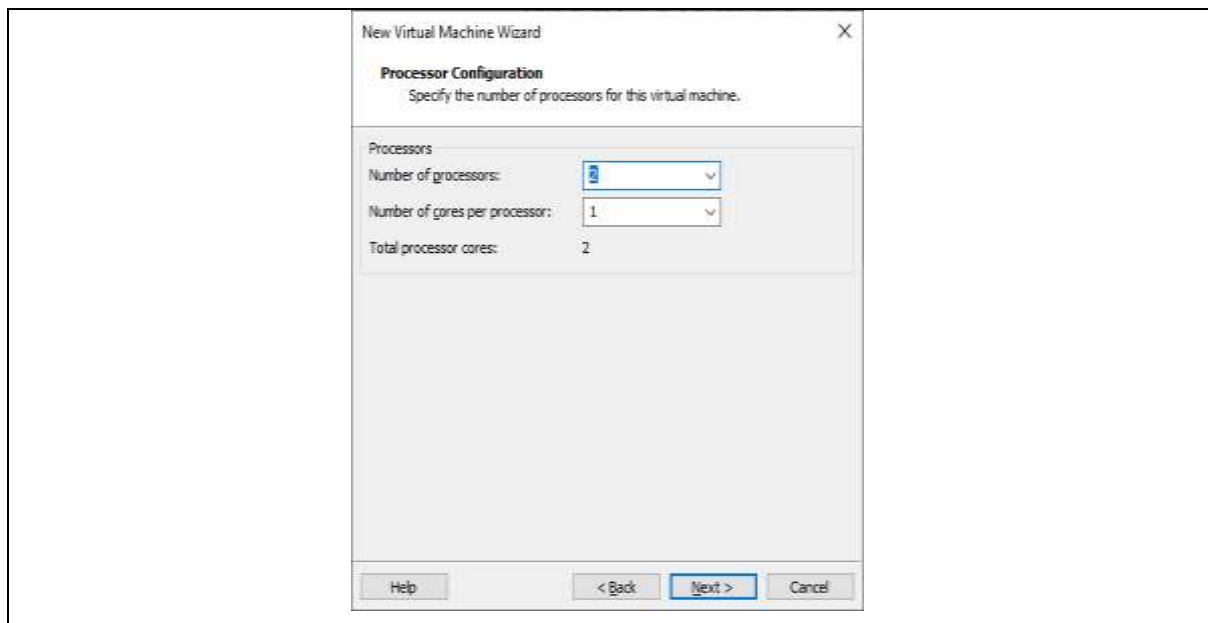 New Virtual Machine Wizard
Processor Configuration
Specify the number of processors for this virtual machine.
Processors
Number of processors: 2
Number of cores per processor: 1
Total processor cores: 2
Help < Back Next > Cancel